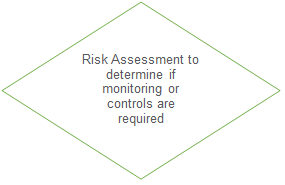 Risk Assessment to
determine if
monitoring or
controls are
required